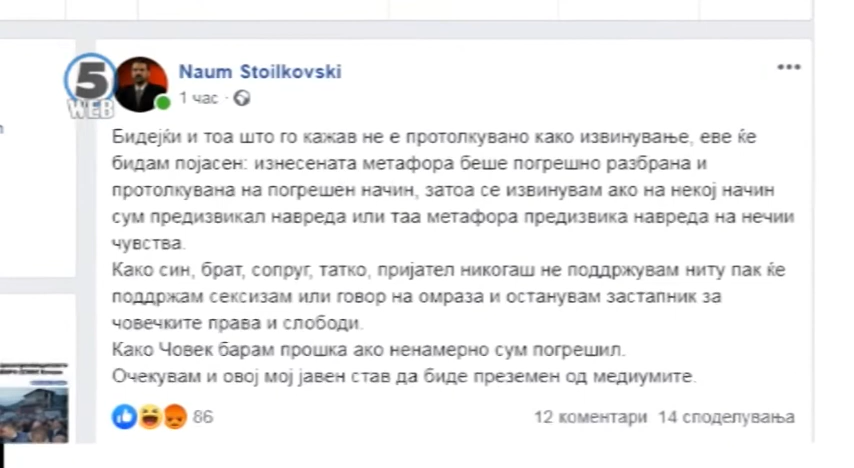 5
WEB
Naum Stoilkovski
1 час ·
Бидејќи и тоа што го кажав не е протолкувано како извинување, еве ќе
бидам појасен: изнесената метафора беше погрешно разбрана и
протолкувана на погрешен начин, затоа се извинувам ако на некој начин
сум предизвикал навреда или таа метафора предизвика навреда на нечии
чувства.
Како син, брат, сопруг, татко, пријател никогаш не поддржувам ниту пак ќе
поддржам сексизам или говор на омраза и останувам застапник за
човечките права и слободи.
Како Човек барам прошка ако ненамерно сум погрешил.
Очекувам и овој мој јавен став да биде преземен од медиумите.
86
12 коментари 14 споделувања